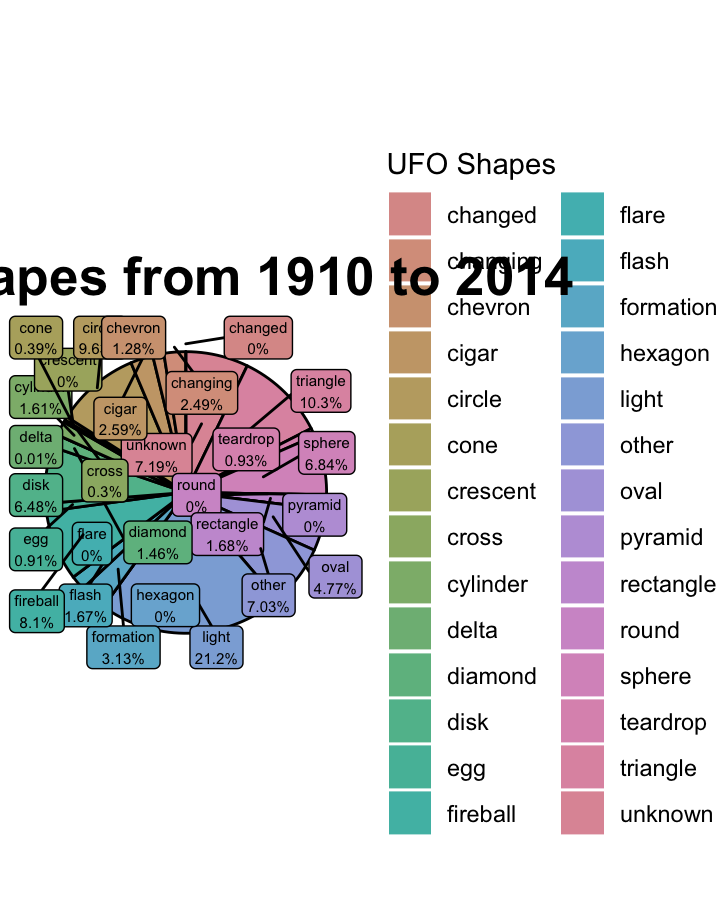 apes from 1910 to 2014
UFO Shapes
changed
changing
chevron
cigar
circle
cone
crescent
cross
cylinder
delta
diamond
disk
egg
fireball
flare
flash
formation
hexagon
light
other
oval
pyramid
rectangle
round
sphere
teardrop
triangle
unknown
cone
0.39%
circ
9.6
chevron
1.28%
changed
0%
crescent
0%
cyl
1.61%
changing
2.49%
triangle
10.3%
cigar
2.59%
unknown
7.19%
teardrop
0.93%
sphere
6.84%
delta
0.01%
cross
0.3%
disk
6.48%
round
0%
pyramid
0%
egg
0.91%
flare
0%
diamond
1.46%
rectangle
1.68%
oval
4.77%
fireball
8.1%
flash
1.67%
hexagon
0%
other
7.03%
formation
3.13%
light
21.2%